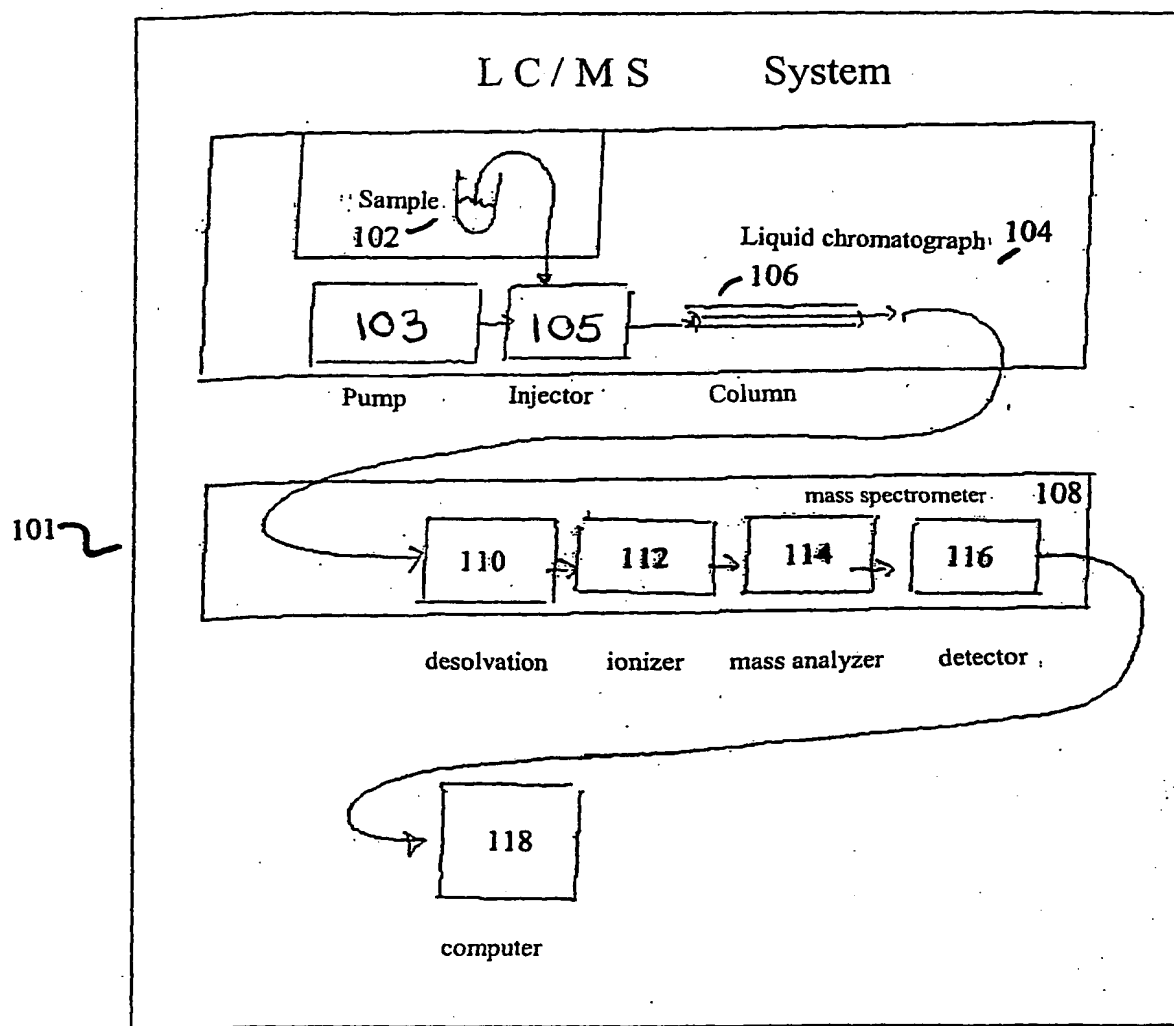 LC/MS System
Sample
102
Liquid chromatograph 104
106
103 105
Pump Injector Column
mass spectrometer 108
101
110 112 114 116
desolvation ionizer mass analyzer detector
118
computer